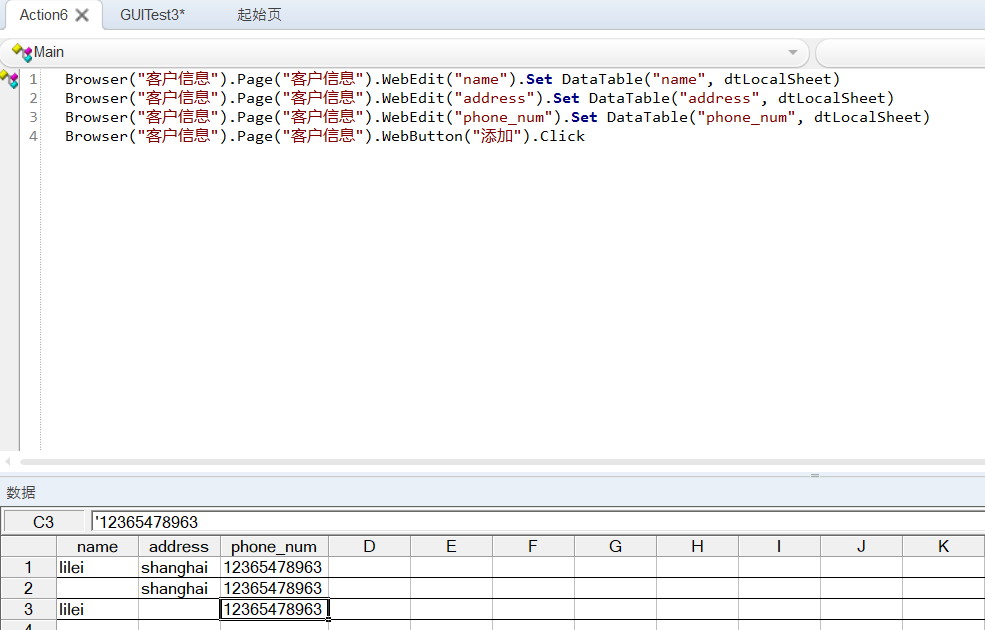 Action6 GUITest3* 起始页
Main
1 Browser("客户信息").Page("客户信息").WebEdit("name").Set DataTable("name", dtLocalSheet)
2 Browser("客户信息").Page("客户信息").WebEdit("address").Set DataTable("address", dtLocalSheet)
3 Browser("客户信息").Page("客户信息").WebEdit("phone_num").Set DataTable("phone_num", dtLocalSheet)
4 Browser("客户信息").Page("客户信息").WebButton("添加").Click
数据
C3 '12365478963
name address phone_num D E F G H I J K
1 lilei shanghai 12365478963
2 shanghai 12365478963
3 lilei 12365478963
4